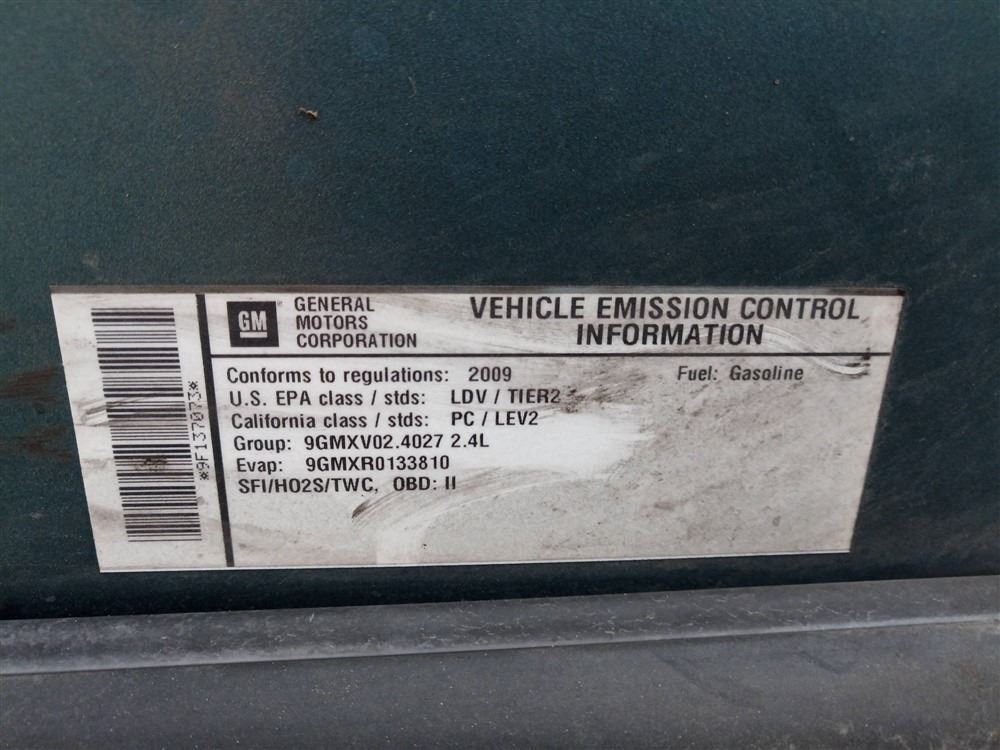 GM
GENERAL
MOTORS
CORPORATION
VEHICLE EMISSION CONTROL
INFORMATION
Conforms to regulations: 2009
Fuel: Gasoline
U.S. EPA class / stds: LDV / TIER2
California class / stds: PC / LEV2
Group: 9GMXV02.4027 2.4L
Evap: 9GMXR0133810
SFI/HO2S/TWC, OBD: II
*9F137073*